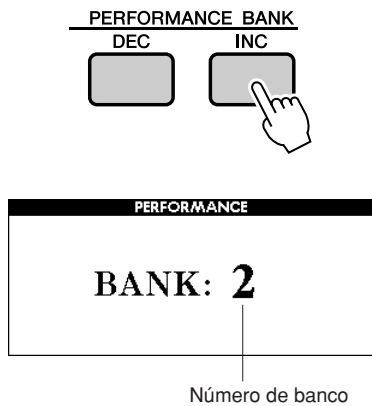 PERFORMANCE BANK
DEC INC
PERFORMANCE
BANK: 2
Número de banco